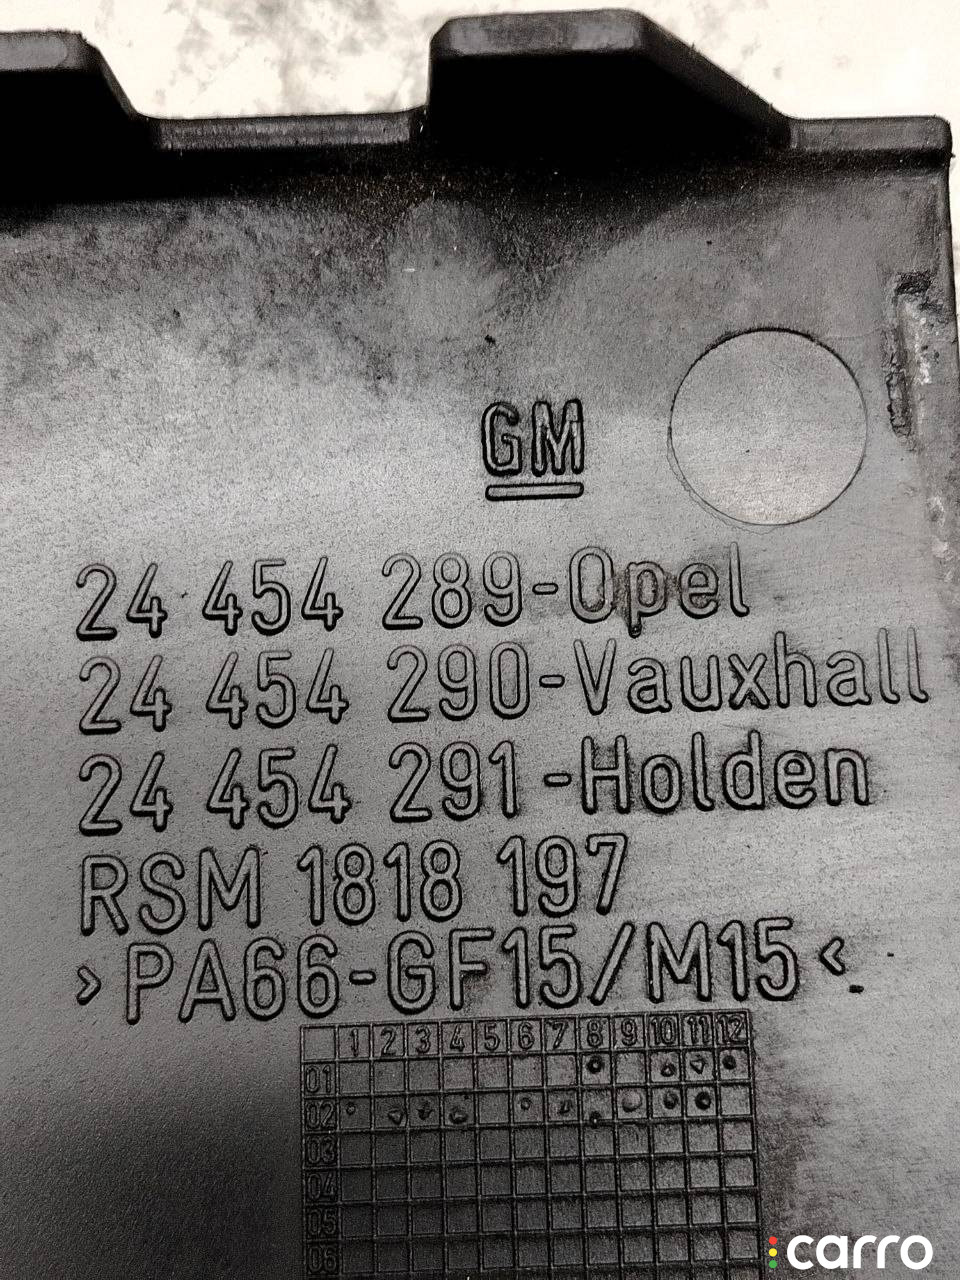 GM
24 454 289-Opel
24 454 290-Vauxhall
24 454 291-Holden
RSM 1818 197
>PA66-GF15/M15<
1 2 3 4 5 6 7 8 9 10 11 12
01
02
03
04
05
06
carro